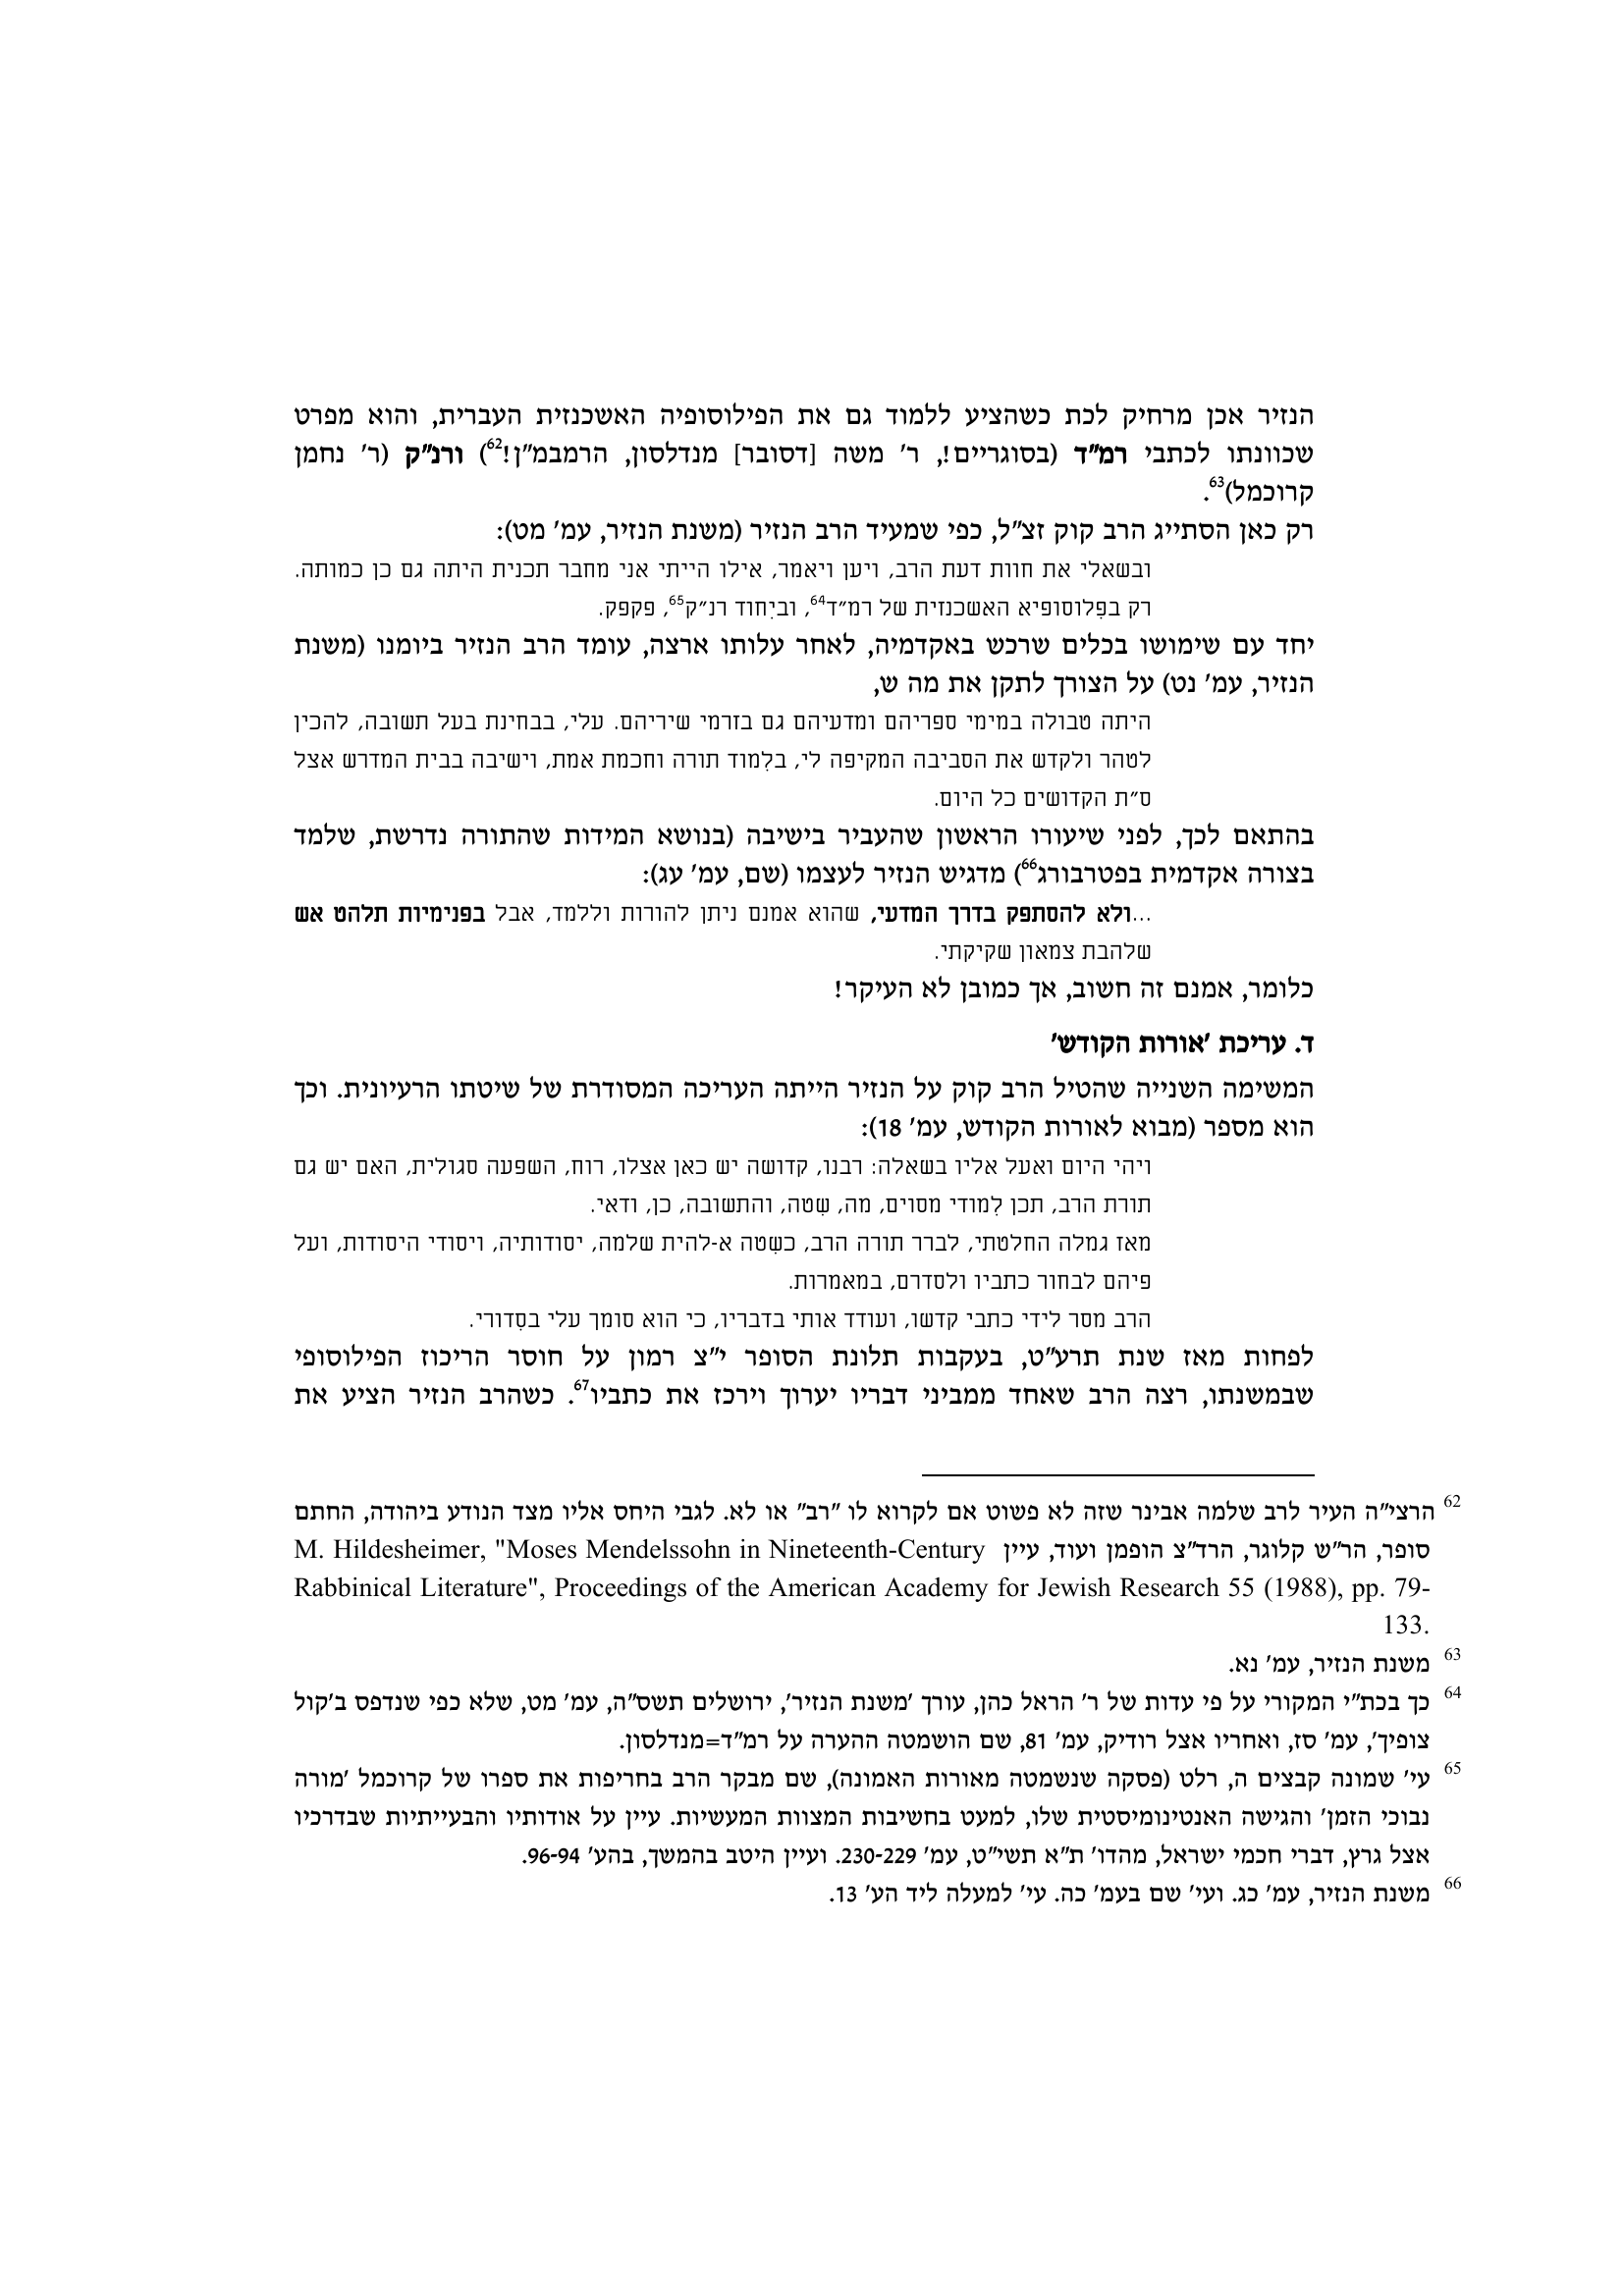 הנזיר אכן מרחיק לכת כשהציע ללמוד גם את הפילוסופיה האשכנזית העברית, והוא מפרט
שכוונתו לכתבי רמ"ד (בסוגריים!, ר' משה [דסובר] מנדלסון, הרמבמ"ן!62) ורנ"ק (ר' נחמן
קרוכמל)63.
רק כאן הסתייג הרב קוק זצ"ל, כפי שמעיד הרב הנזיר (משנת הנזיר, עמ' מט):
ובשאלי את חוות דעת הרב, ויען ויאמר, אילו הייתי אני מחבר תכנית היתה גם כן כמותה.
רק בפִלוסופיא האשכנזית של רמ"ד64, וביִחוד רנ"ק65, פקפק.
יחד עם שימושו בכלים שרכש באקדמיה, לאחר עלותו ארצה, עומד הרב הנזיר ביומנו (משנת
הנזיר, עמ' נט) על הצורך לתקן את מה ש,
היתה טבולה במימי ספריהם ומדעיהם גם בזרמי שיריהם. עלי, בבחינת בעל תשובה, להכין
לטהר ולקדש את הסביבה המקיפה לי, בלִמוד תורה וחכמת אמת, וישיבה בבית המדרש אצל
ס"ת הקדושים כל היום.
בהתאם לכך, לפני שיעורו הראשון שהעביר בישיבה (בנושא המידות שהתורה נדרשת, שלמד
בצורה אקדמית בפטרבורג66) מדגיש הנזיר לעצמו (שם, עמ' עג):
...ולא להסתפק בדרך המדעי, שהוא אמנם ניתן להורות וללמד, אבל בפנימיות תלהט אש
שלהבת צמאון שקיקתי.
כלומר, אמנם זה חשוב, אך כמובן לא העיקר!
ד. עריכת 'אורות הקודש'
המשימה השנייה שהטיל הרב קוק על הנזיר הייתה העריכה המסודרת של שיטתו הרעיונית. וכך
הוא מספר (מבוא לאורות הקודש, עמ' 18):
ויהי היום ואעל אליו בשאלה: רבנו, קדושה יש כאן אצלו, רוח, השפעה סגולית, האם יש גם
תורת הרב, תכן לִמודי מסוים, מה, שִטה, והתשובה, כן, ודאי.
מאז גמלה החלטתי, לברר תורה הרב, כשִטה א-להית שלמה, יסודותיה, ויסודי היסודות, ועל
פיהם לבחור כתביו ולסדרם, במאמרות.
הרב מסר לידי כתבי קדשו, ועודד אותי בדבריו, כי הוא סומך עלי בסִדורי.
לפחות מאז שנת תרע"ט, בעקבות תלונת הסופר י"צ רמון על חוסר הריכוז הפילוסופי
שבמשנתו, רצה הרב שאחד ממביני דבריו יערוך וירכז את כתביו67. כשהרב הנזיר הציע את
62 הרצי"ה העיר לרב שלמה אבינר שזה לא פשוט אם לקרוא לו "רב" או לא. לגבי היחס אליו מצד הנודע ביהודה, החתם
סופר, הר"ש קלוגר, הרד"צ הופמן ועוד, עיין M. Hildesheimer, "Moses Mendelssohn in Nineteenth-Century
Rabbinical Literature", Proceedings of the American Academy for Jewish Research 55 (1988), pp. 79-
133.
63 משנת הנזיר, עמ' נא.
64 כך בכת"י המקורי על פי עדות של ר' הראל כהן, עורך 'משנת הנזיר', ירושלים תשס"ה, עמ' מט, שלא כפי שנדפס ב'קול
צופיך', עמ' סז, ואחריו אצל רודיק, עמ' 81, שם הושמטה ההערה על רמ"ד=מנדלסון.
65 עי' שמונה קבצים ה, רלט (פסקה שנשמטה מאורות האמונה), שם מבקר הרב בחריפות את ספרו של קרוכמל 'מורה
נבוכי הזמן' והגישה האנטינומיסטית שלו, למעט בחשיבות המצוות המעשיות. עיין על אודותיו והבעייתיות שבדרכיו
אצל גרץ, דברי חכמי ישראל, מהדו' ת"א תשי"ט, עמ' 230-229. ועיין היטב בהמשך, בהע' 96-94.
66 משנת הנזיר, עמ' כג. ועי' שם בעמ' כה. עי' למעלה ליד הע' 13.